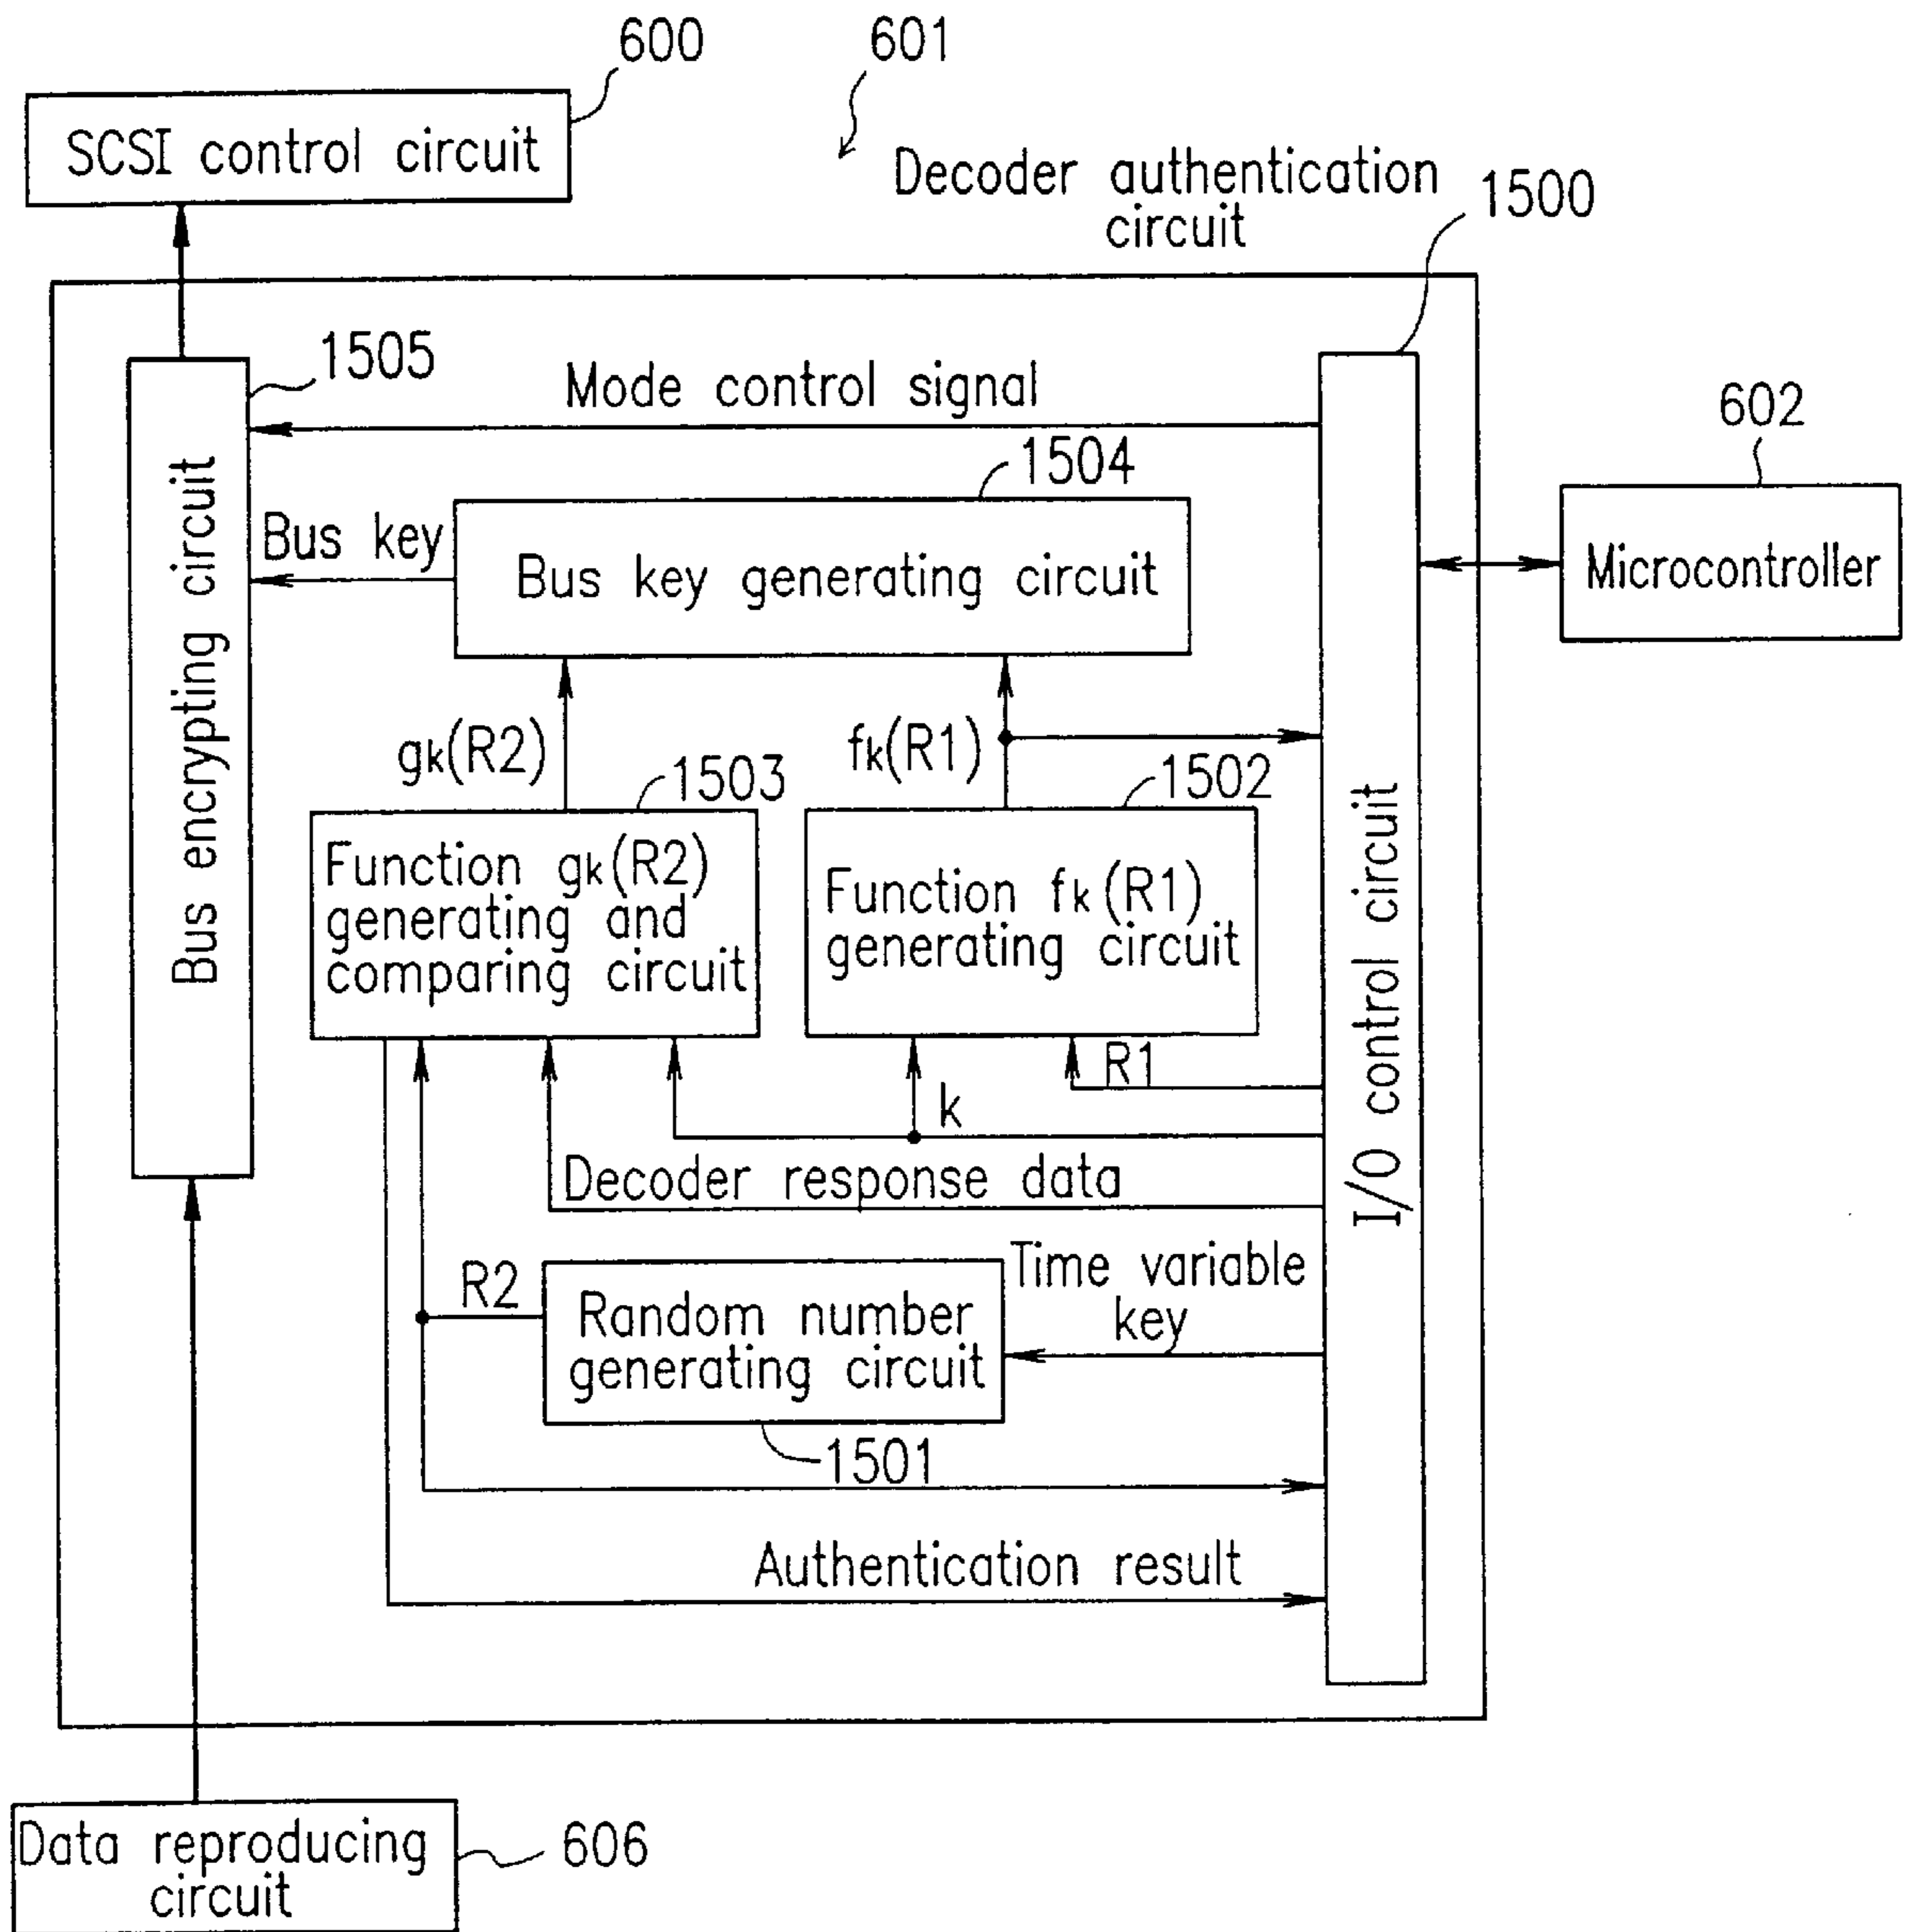 600
601
SCSI control circuit
Decoder authentication
circuit
1500
1505
Mode control signal
602
1504
Bus encrypting circuit
Bus key
Bus key generating circuit
Microcontroller
gk(R2)
fk(R1)
1503
1502
Function gk(R2)
generating and
comparing circuit
Function fk(R1)
generating circuit
I/O control circuit
R1
k
Decoder response data
R2
Random number
generating circuit
Time variable
key
1501
Authentication result
Data reproducing
circuit
606